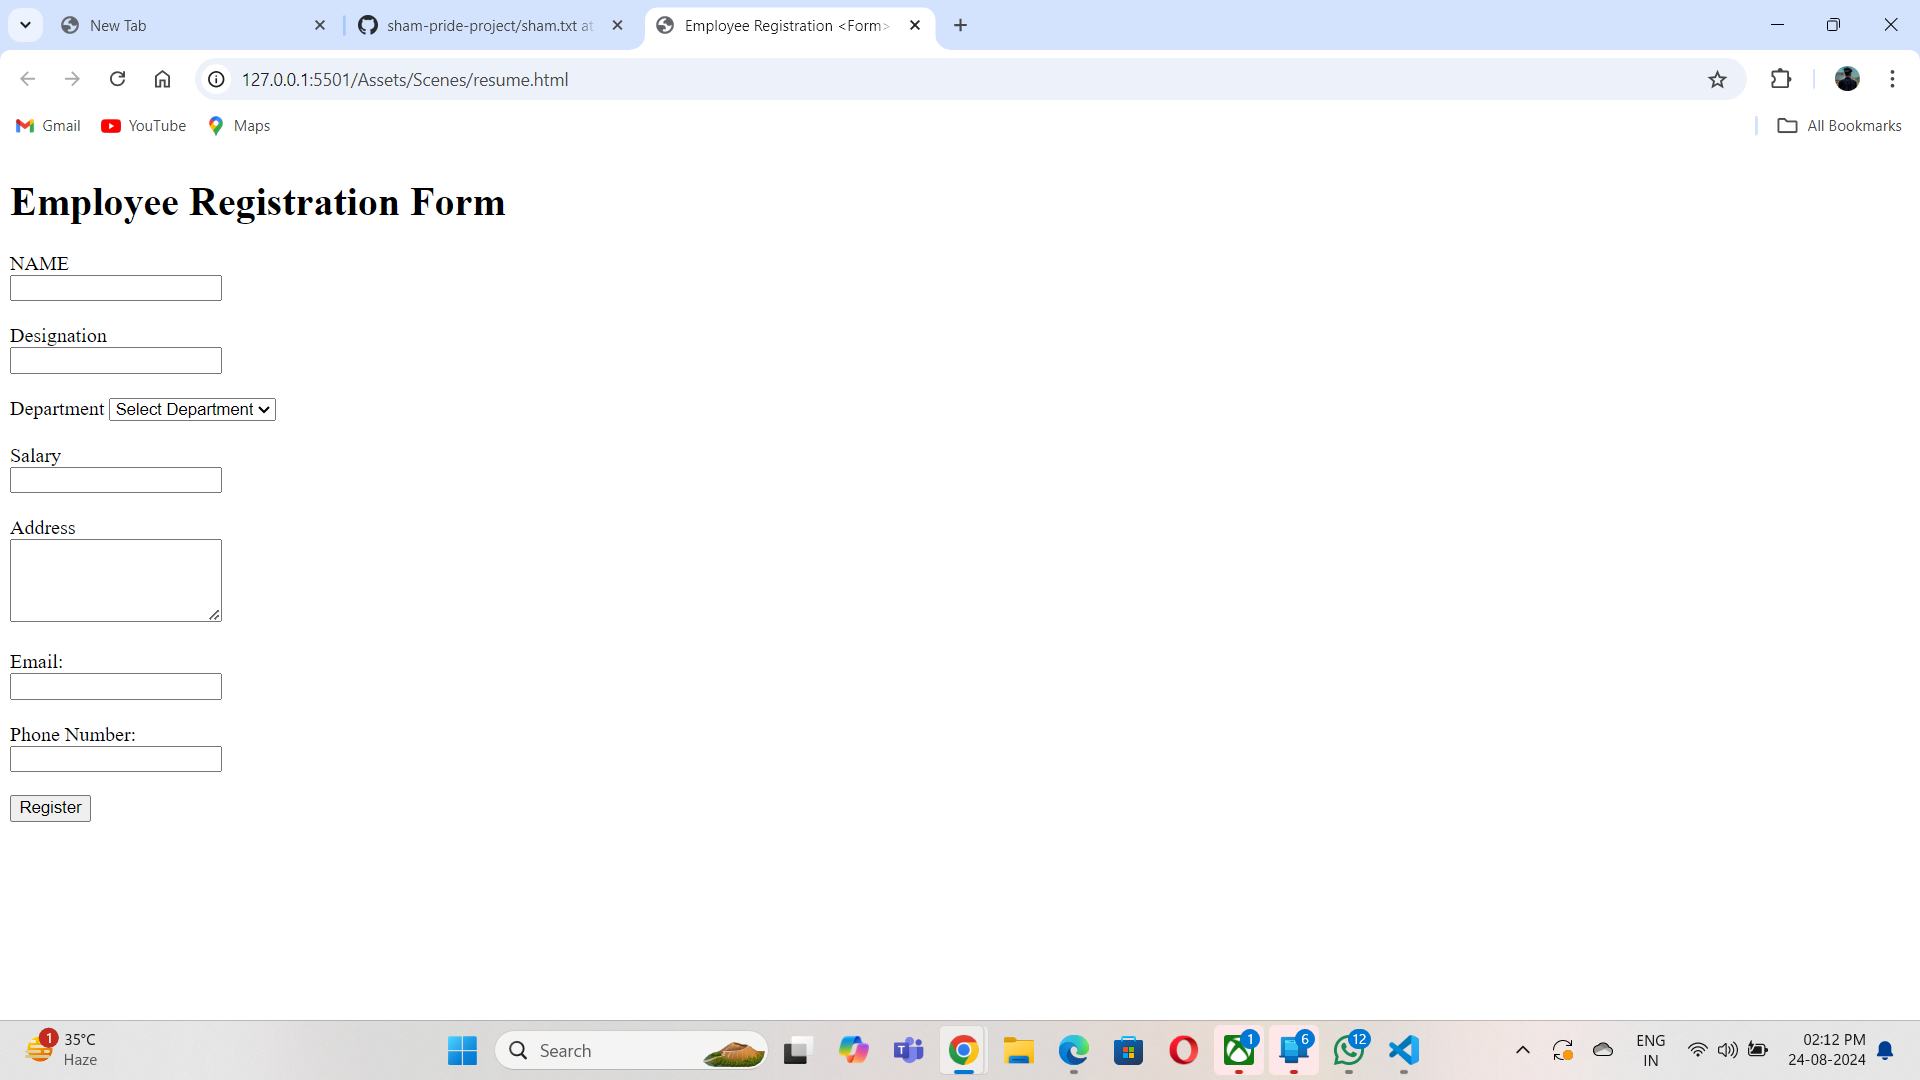 New Tab
sham-pride-project/sham.txt at
Employee Registration <Form>
127.0.0.1:5501/Assets/Scenes/resume.html
Gmail
YouTube
Maps
All Bookmarks
Employee Registration Form
NAME
Designation
Department Select Department
Salary
Address
Email:
Phone Number:
Register
1
35°C
Haze
Search
1
6
12
ENG
IN
02:12 PM
24-08-2024